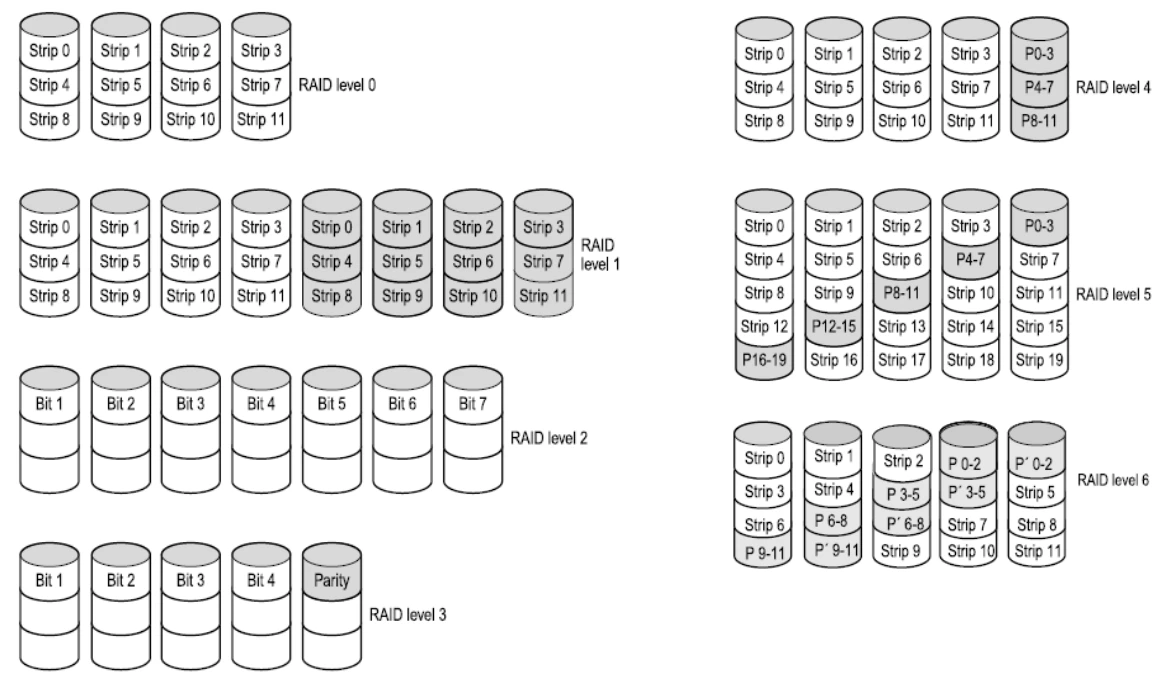 Strip 0 Strip 1 Strip 2 Strip 3
Strip 4 Strip 5 Strip 6 Strip 7
Strip 8 Strip 9 Strip 10 Strip 11
RAID level 0
Strip 0 Strip 1 Strip 2 Strip 3 Strip 0 Strip 1 Strip 2 Strip 3
Strip 4 Strip 5 Strip 6 Strip 7 Strip 4 Strip 5 Strip 6 Strip 7
Strip 8 Strip 9 Strip 10 Strip 11 Strip 8 Strip 9 Strip 10 Strip 11
RAID
level 1
Bit 1 Bit 2 Bit 3 Bit 4 Bit 5 Bit 6 Bit 7
RAID level 2
Bit 1 Bit 2 Bit 3 Bit 4 Parity
RAID level 3
Strip 0 Strip 1 Strip 2 Strip 3 P0-3
Strip 4 Strip 5 Strip 6 Strip 7 P4-7
Strip 8 Strip 9 Strip 10 Strip 11 P8-11
RAID level 4
Strip 0 Strip 1 Strip 2 Strip 3 P0-3
Strip 4 Strip 5 Strip 6 P4-7 Strip 7
Strip 8 Strip 9 P8-11 Strip 10 Strip 11
Strip 12 P12-15 Strip 13 Strip 14 Strip 15
P16-19 Strip 16 Strip 17 Strip 18 Strip 19
RAID level 5
Strip 0 Strip 1 Strip 2 P 0-2 P´ 0-2
Strip 3 Strip 4 P 3-5 P´ 3-5 Strip 5
Strip 6 P 6-8 P´ 6-8 Strip 7 Strip 8
P 9-11 P´ 9-11 Strip 9 Strip 10 Strip 11
RAID level 6